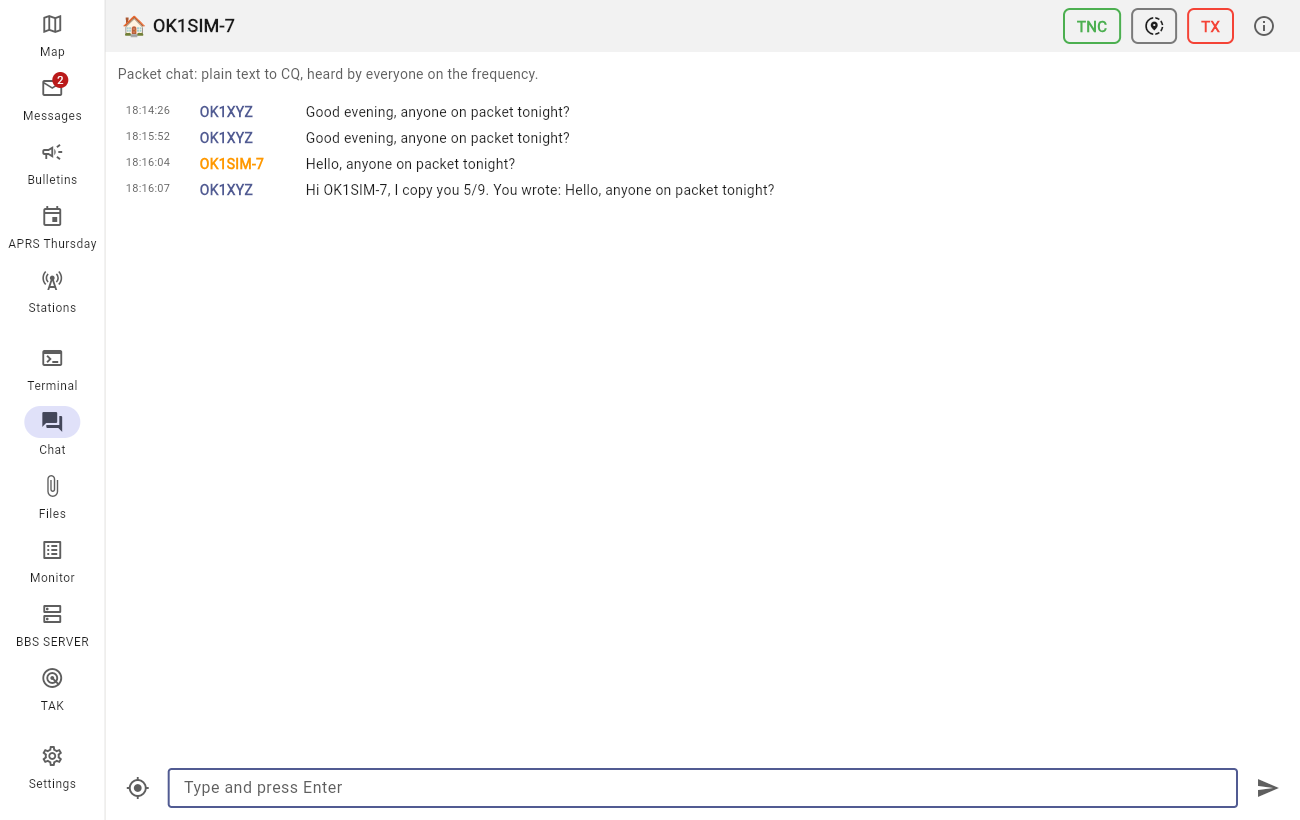 Map
2
Messages
Bulletins
APRS Thursday
Stations
Terminal
Chat
Files
Monitor
BBS SERVER
TAK
Settings
OK1SIM-7
TNC
TX
Packet chat: plain text to CQ, heard by everyone on the frequency.
18:14:26 OK1XYZ Good evening, anyone on packet tonight?
18:15:52 OK1XYZ Good evening, anyone on packet tonight?
18:16:04 OK1SIM-7 Hello, anyone on packet tonight?
18:16:07 OK1XYZ Hi OK1SIM-7, I copy you 5/9. You wrote: Hello, anyone on packet tonight?
Type and press Enter